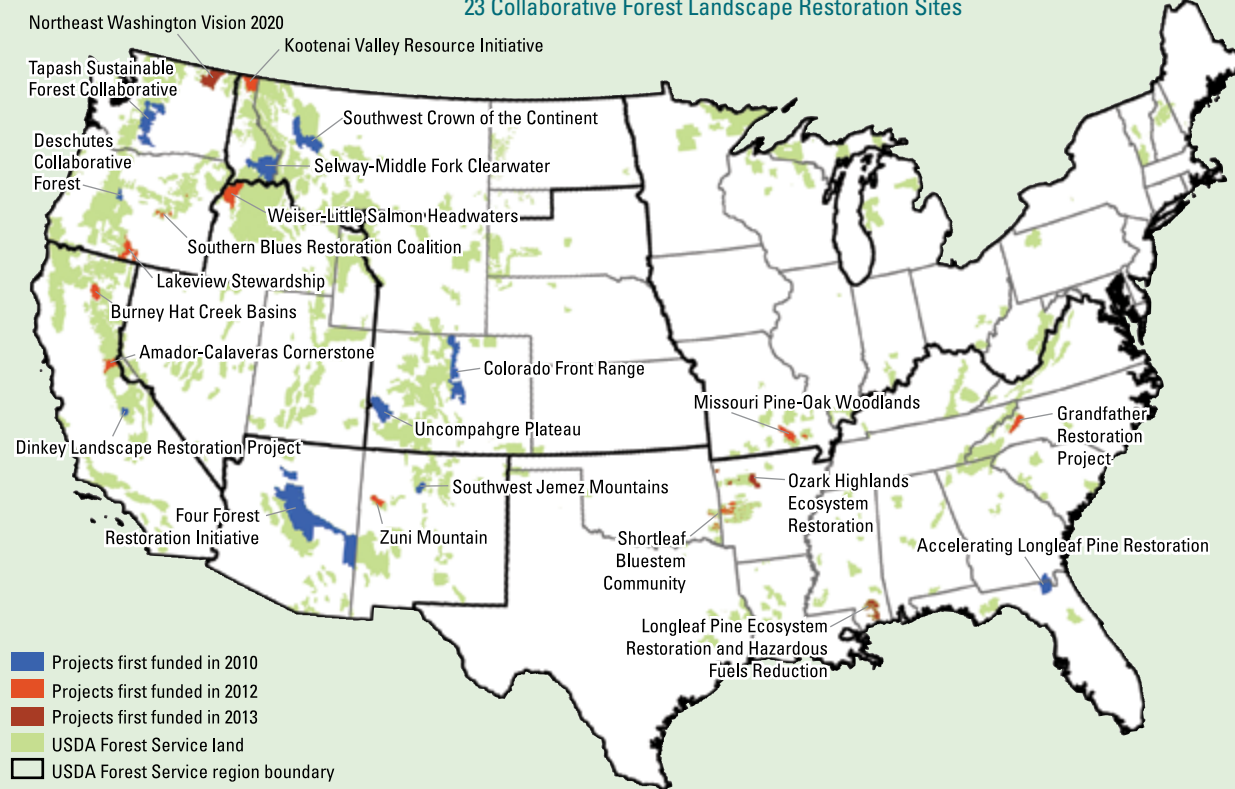 23 Collaborative Forest Landscape Restoration Sites
Northeast Washington Vision 2020
Kootenai Valley Resource Initiative
Tapash Sustainable
Forest Collaborative
Southwest Crown of the Continent
Deschutes
Collaborative
Forest
Selway-Middle Fork Clearwater
Weiser-Little Salmon Headwaters
Southern Blues Restoration Coalition
Lakeview Stewardship
Burney Hat Creek Basins
Amador-Calaveras Cornerstone
Colorado Front Range
Missouri Pine-Oak Woodlands
Uncompahgre Plateau
Grandfather
Restoration
Project
Dinkey Landscape Restoration Project
Southwest Jemez Mountains
Ozark Highlands
Ecosystem
Restoration
Four Forest
Restoration Initiative
Zuni Mountain
Shortleaf
Bluestem
Community
Accelerating Longleaf Pine Restoration
Longleaf Pine Ecosystem
Restoration and Hazardous
Fuels Reduction
Projects first funded in 2010
Projects first funded in 2012
Projects first funded in 2013
USDA Forest Service land
USDA Forest Service region boundary